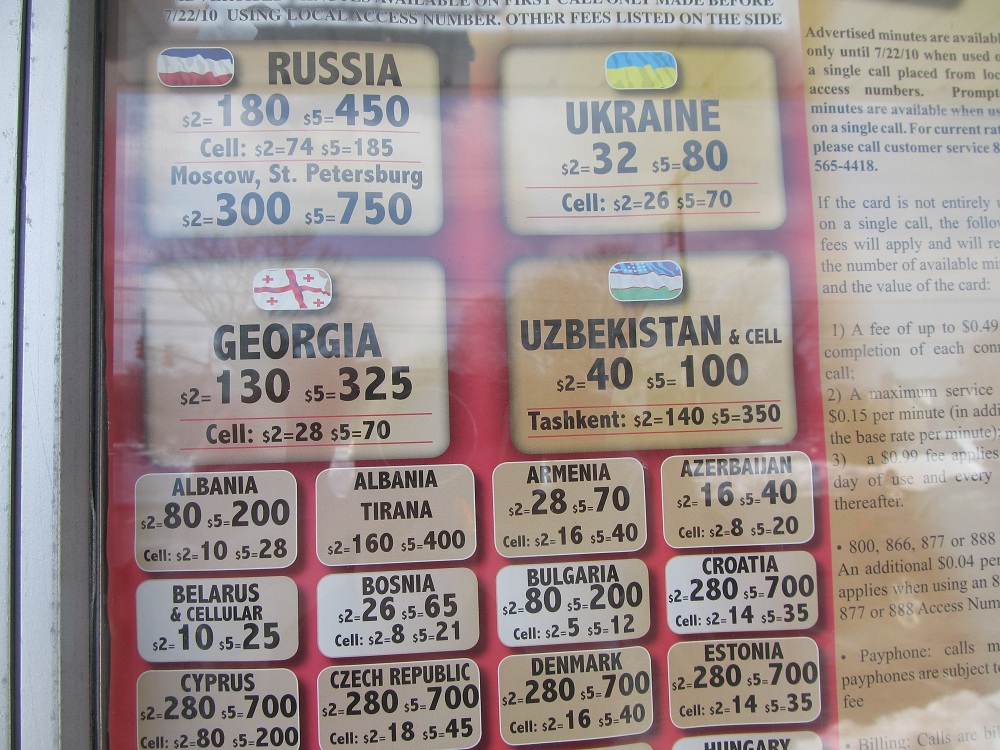 ON FIRST CALL ONLY MADE BEFORE
7/22/10 USING LOCAL ACCESS NUMBER. OTHER FEES LISTED ON THE SIDE
RUSSIA
$2=180 $5=450
Cell: $2=74 $5=185
Moscow, St. Petersburg
$2=300 $5=750
UKRAINE
$2=32 $5=80
Cell: $2=26 $5=70
GEORGIA
$2=130 $5=325
Cell: $2=28 $5=70
UZBEKISTAN & CELL
$2=40 $5=100
Tashkent: $2=140 $5=350
ALBANIA
$2=80 $5=200
Cell: $2=10 $5=28
ALBANIA
TIRANA
$2=160 $5=400
ARMENIA
$2=28 $5=70
Cell: $2=16 $5=40
AZERBAIJAN
$2=16 $5=40
Cell: $2=8 $5=20
BELARUS
& CELLULAR
$2=10 $5=25
BOSNIA
$2=26 $5=65
Cell: $2=8 $5=21
BULGARIA
$2=80 $5=200
Cell: $2=5 $5=12
CROATIA
$2=280 $5=700
Cell: $2=14 $5=35
CYPRUS
$2=280 $5=700
Cell: $2=80 $5=200
CZECH REPUBLIC
$2=280 $5=700
Cell: $2=18 $5=45
DENMARK
$2=280 $5=700
Cell: $2=16 $5=40
ESTONIA
$2=280 $5=700
Cell: $2=14 $5=35
HUNGARY
Advertised minutes are
only until 7/22/10 when used
a single call placed from
access numbers.
minutes are available when
on a single call. For current
please call customer service 8
565-4418.
If the card is not entirely
on a single call, the
fees will apply and will
the number of available
and the value of the card:
1) A fee of up to $0.49
completion of each
call;
2) A maximum service
$0.15 per minute (in
the base rate per minute);
3) a $0.99 fee applies
day of use and every
thereafter.
• 800, 866, 877 or 888
An additional $0.04
applies when using an
877 or 888 Access
• Payphone: calls
payphones are subject to
fee
• Billing: Calls are